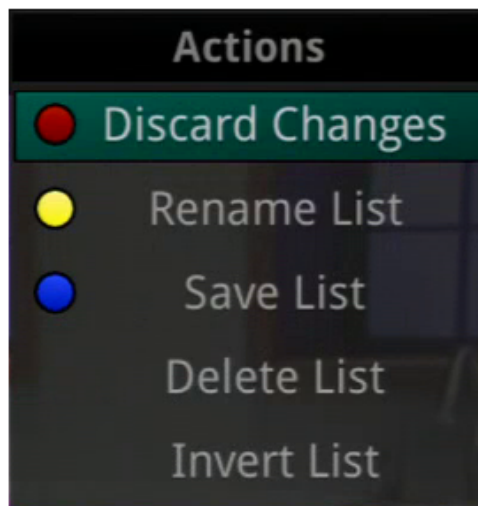 Actions
Discard Changes
Rename List
Save List
Delete List
Invert List